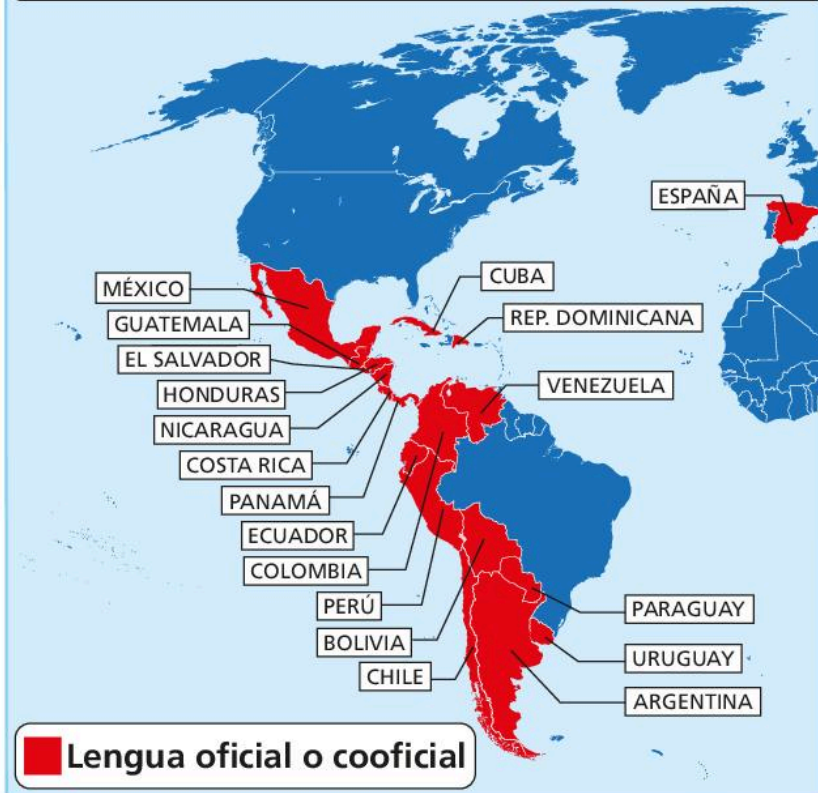 ESPAÑA
CUBA
MÉXICO
REP. DOMINICANA
GUATEMALA
EL SALVADOR
VENEZUELA
HONDURAS
NICARAGUA
COSTA RICA
PANAMÁ
ECUADOR
COLOMBIA
PERÚ
PARAGUAY
BOLIVIA
URUGUAY
CHILE
ARGENTINA
Lengua oficial o cooficial